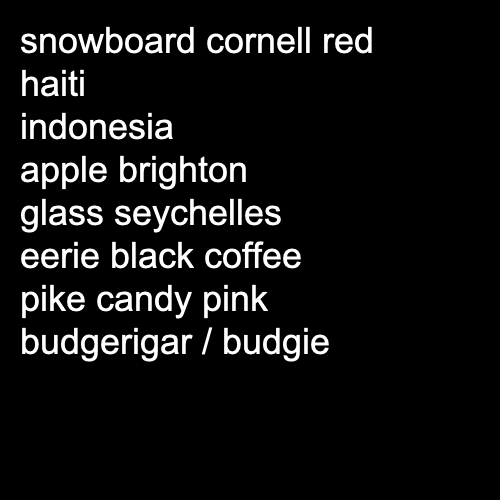 snowboard cornell red
haiti
indonesia
apple brighton
glass seychelles
eerie black coffee
pike candy pink
budgerigar / budgie